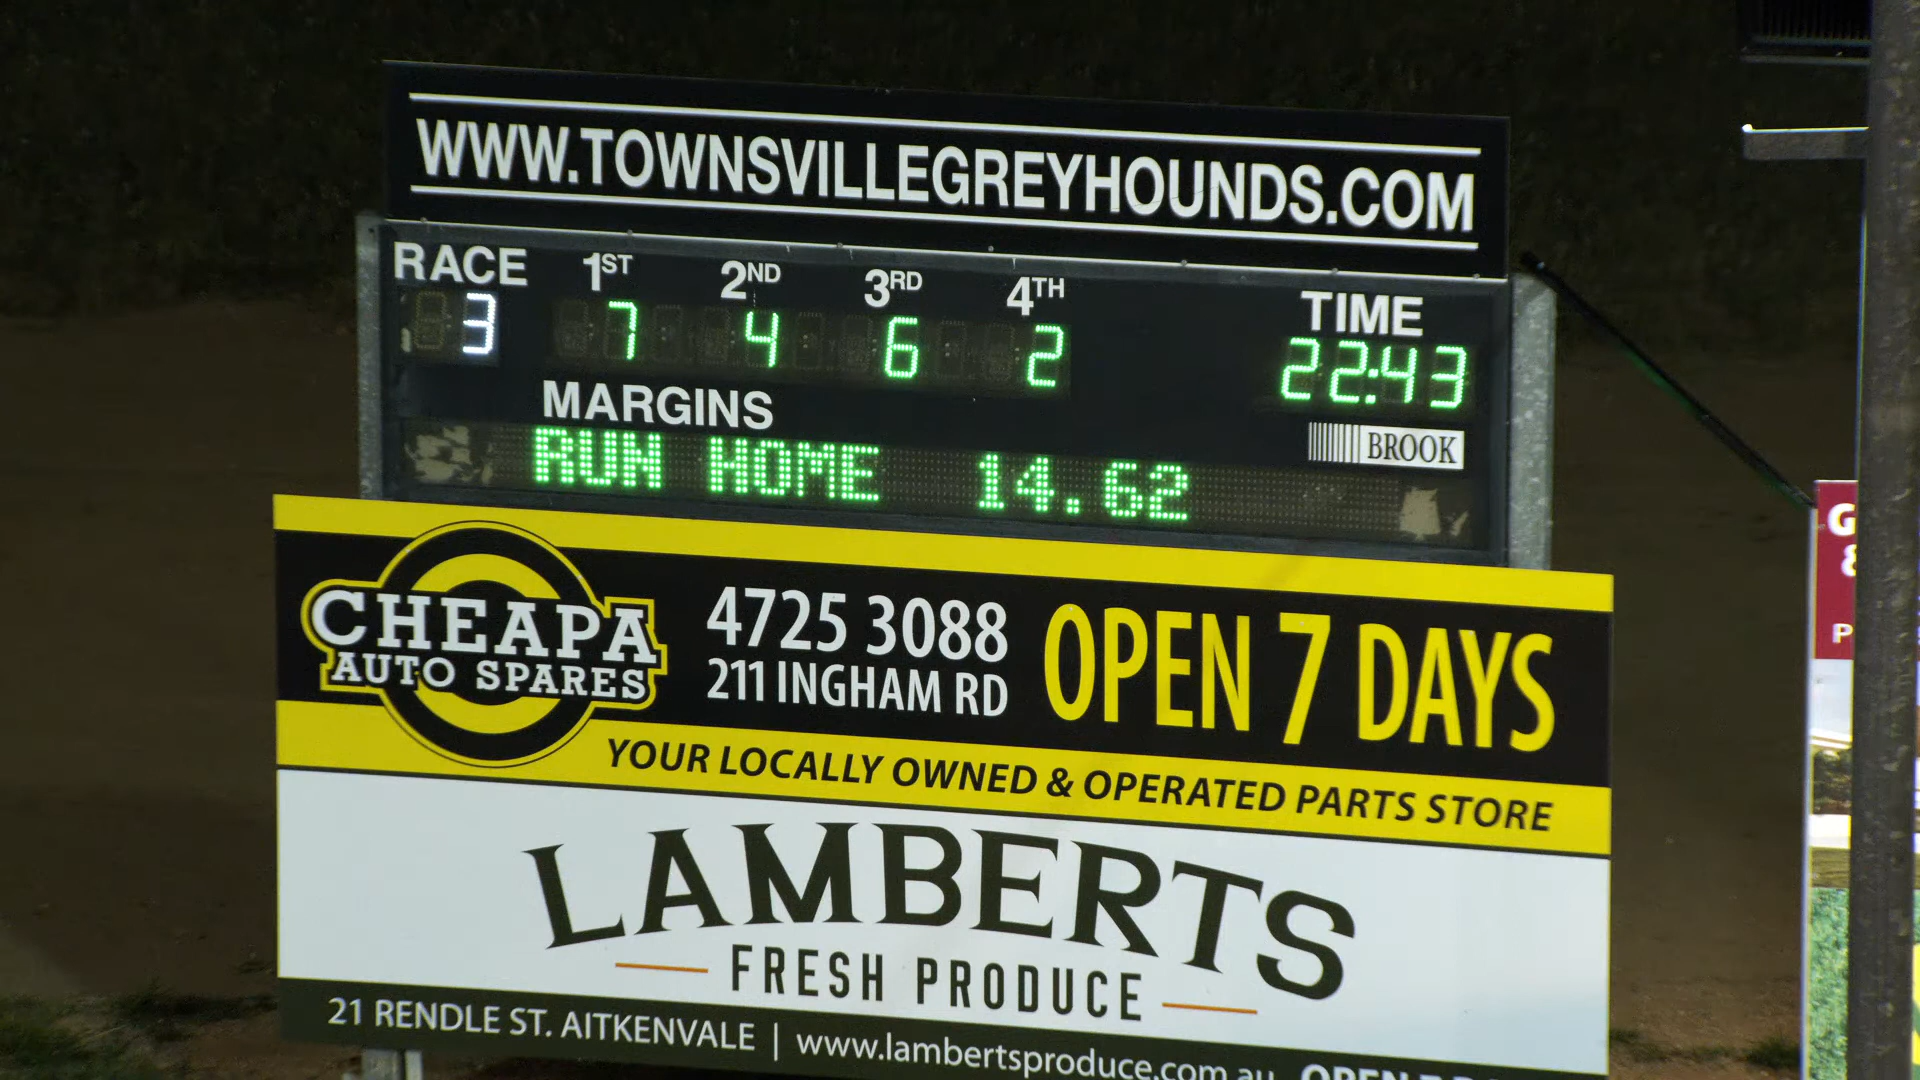 WWW.TOWNSVILLEGREYHOUNDS.COM
RACE 1ST 2ND 3RD 4TH TIME
3 7 4 6 2 22:43
MARGINS
BROOK
RUN HOME 14.62
CHEAPA
AUTO SPARES
4725 3088
211 INGHAM RD
OPEN 7 DAYS
YOUR LOCALLY OWNED & OPERATED PARTS STORE
LAMBERTS
FRESH PRODUCE
21 RENDLE ST. AITKENVALE | www.lambertsproduce.com.au OPEN 7
G
&
P